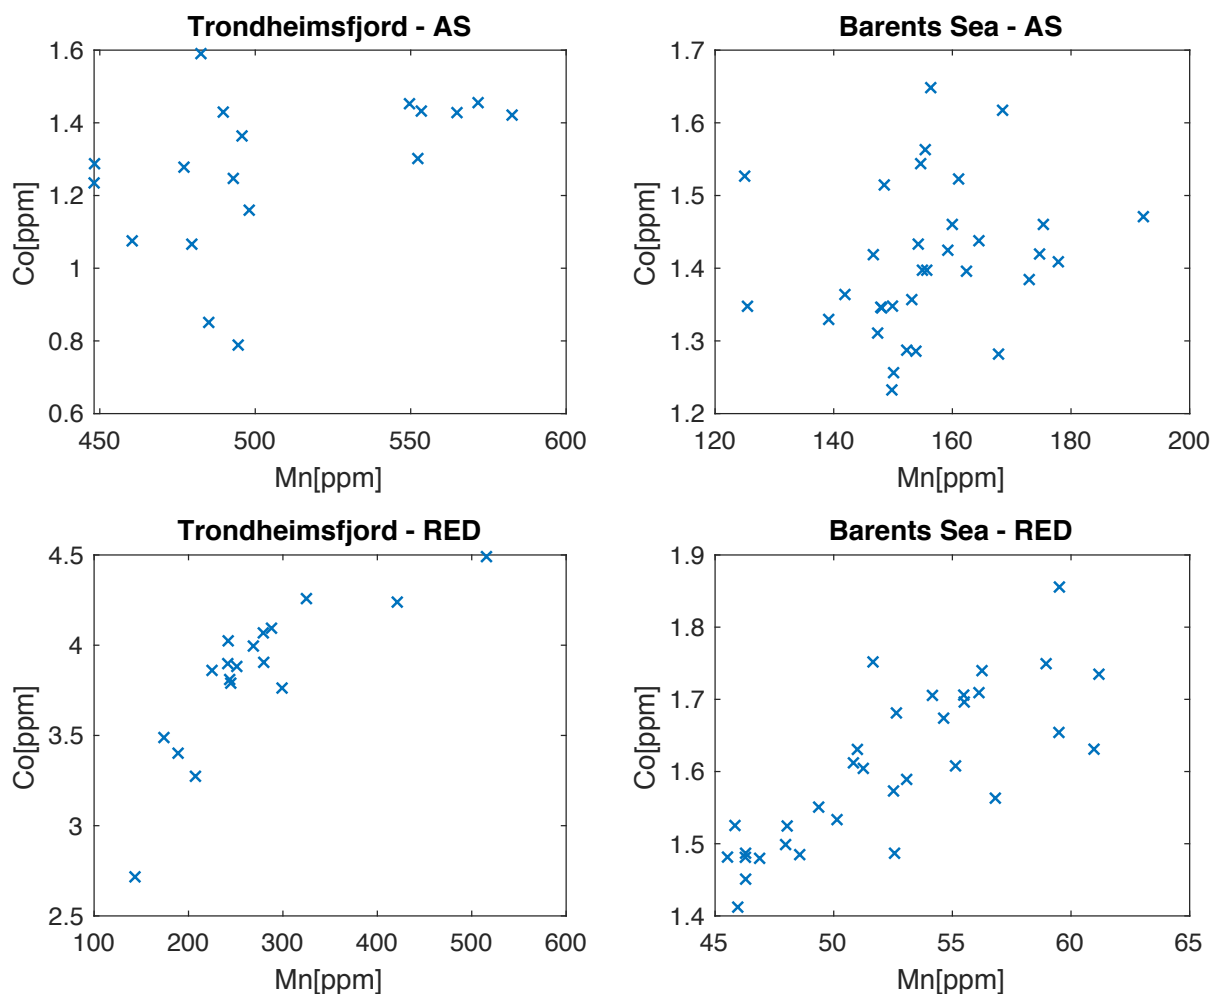 Trondheimsfjord - AS
1.6
1.4
1.2
1
0.8
0.6
450 500 550 600
Co[ppm]
Mn[ppm]
Barents Sea - AS
1.7
1.6
1.5
1.4
1.3
1.2
120 140 160 180 200
Co[ppm]
Mn[ppm]
Trondheimsfjord - RED
4.5
4
3.5
3
2.5
100 200 300 400 500 600
Co[ppm]
Mn[ppm]
Barents Sea - RED
1.9
1.8
1.7
1.6
1.5
1.4
45 50 55 60 65
Co[ppm]
Mn[ppm]